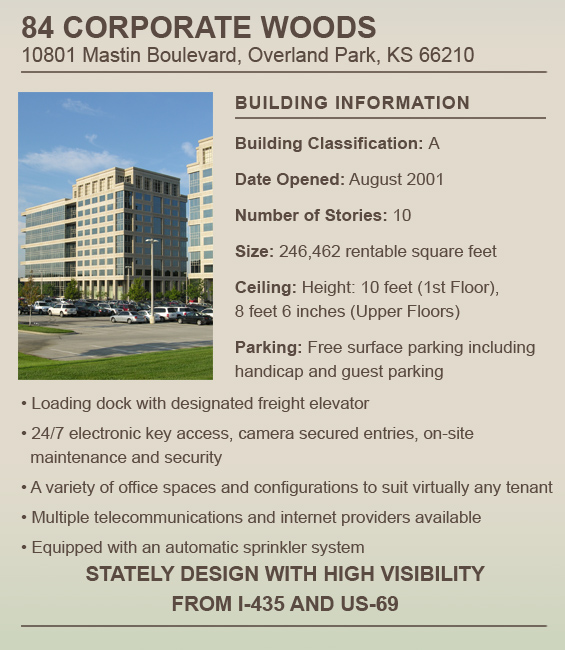 84 CORPORATE WOODS
10801 Mastin Boulevard, Overland Park, KS 66210
BUILDING INFORMATION
Building Classification: A
Date Opened: August 2001
Number of Stories: 10
Size: 246,462 rentable square feet
Ceiling: Height: 10 feet (1st Floor),
8 feet 6 inches (Upper Floors)
Parking: Free surface parking including
handicap and guest parking
• Loading dock with designated freight elevator
• 24/7 electronic key access, camera secured entries, on-site
maintenance and security
• A variety of office spaces and configurations to suit virtually any tenant
• Multiple telecommunications and internet providers available
• Equipped with an automatic sprinkler system
STATELY DESIGN WITH HIGH VISIBILITY
FROM I-435 AND US-69